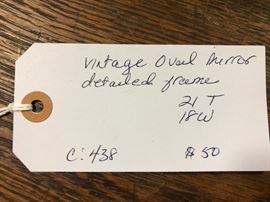 Vintage Oval Mirror
detailed frame
21 T
18W
C: 438 $50